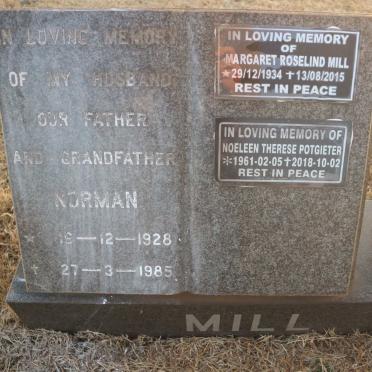 IN LOVING MEMORY
OF MY HUSBAND
OUR FATHER
AND GRANDFATHER
NORMAN
* 19 — 12 — 1928
† 27 — 3 — 1985
IN LOVING MEMORY
OF
MARGARET ROSELIND MILL
*29/12/1934 †13/08/2015
REST IN PEACE
IN LOVING MEMORY OF
NOELEEN THERESE POTGIETER
*1961-02-05†2018-10-02
REST IN PEACE
MILL